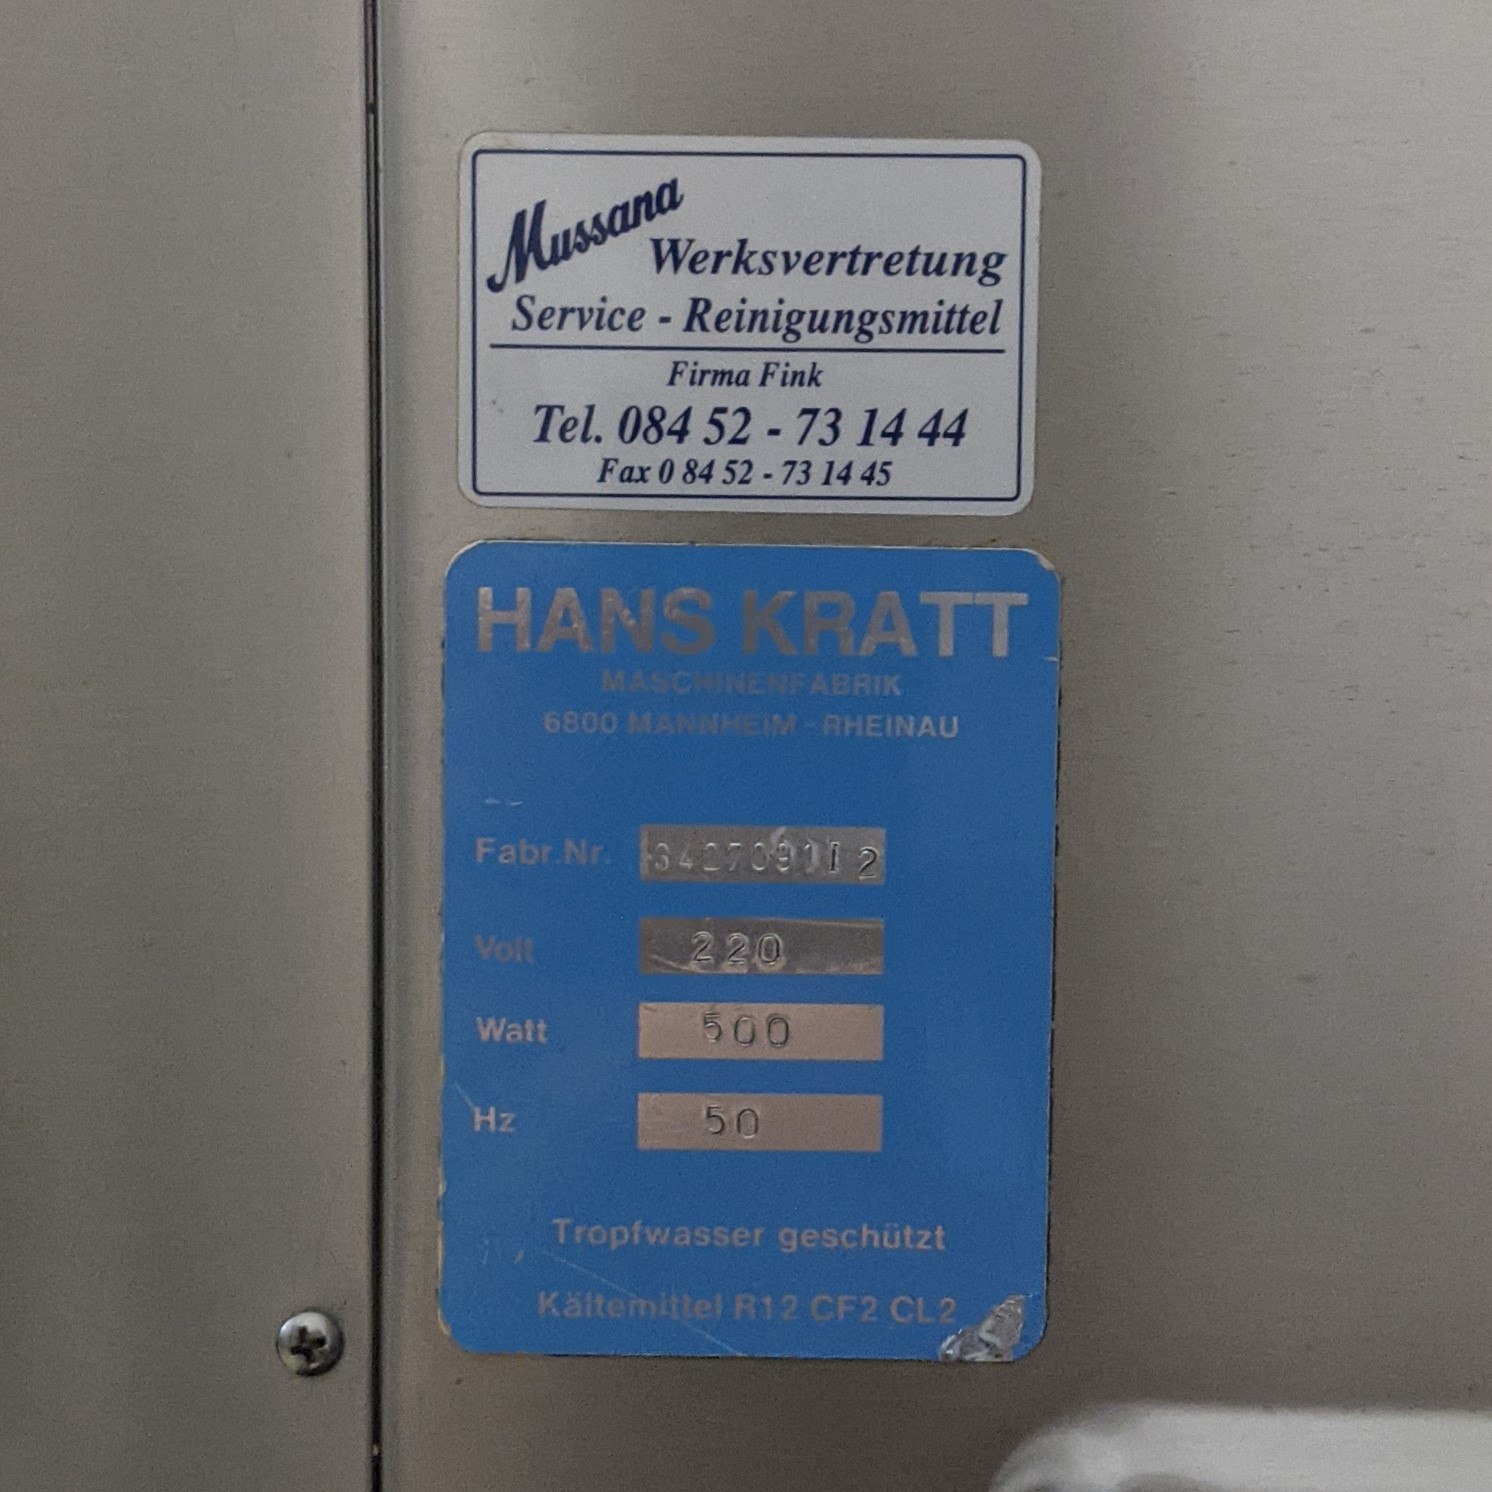 Mussana
Werksvertretung
Service - Reinigungsmittel
Firma Fink
Tel. 084 52 - 73 14 44
Fax 0 84 52 - 73 14 45
HANS KRATT
MASCHINENFABRIK
6800 MANNHEIM - RHEINAU
Fabr.Nr.
Volt 220
Watt 500
Hz 50
Tropfwasser geschützt
Kältemittel R12 CF2 CL2